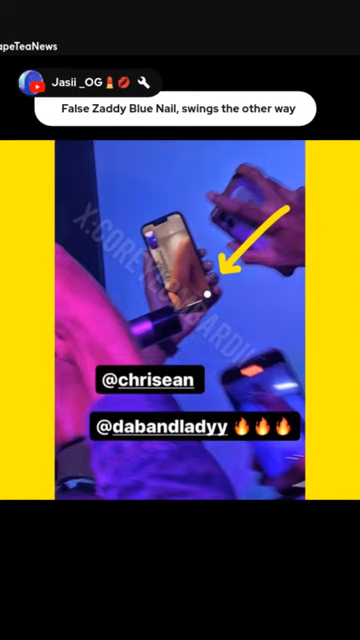 apeTeaNews
Jasii _OG💄💋 🔧
False Zaddy Blue Nail, swings the other way
@chrisean
@dabandladyy 🔥🔥🔥